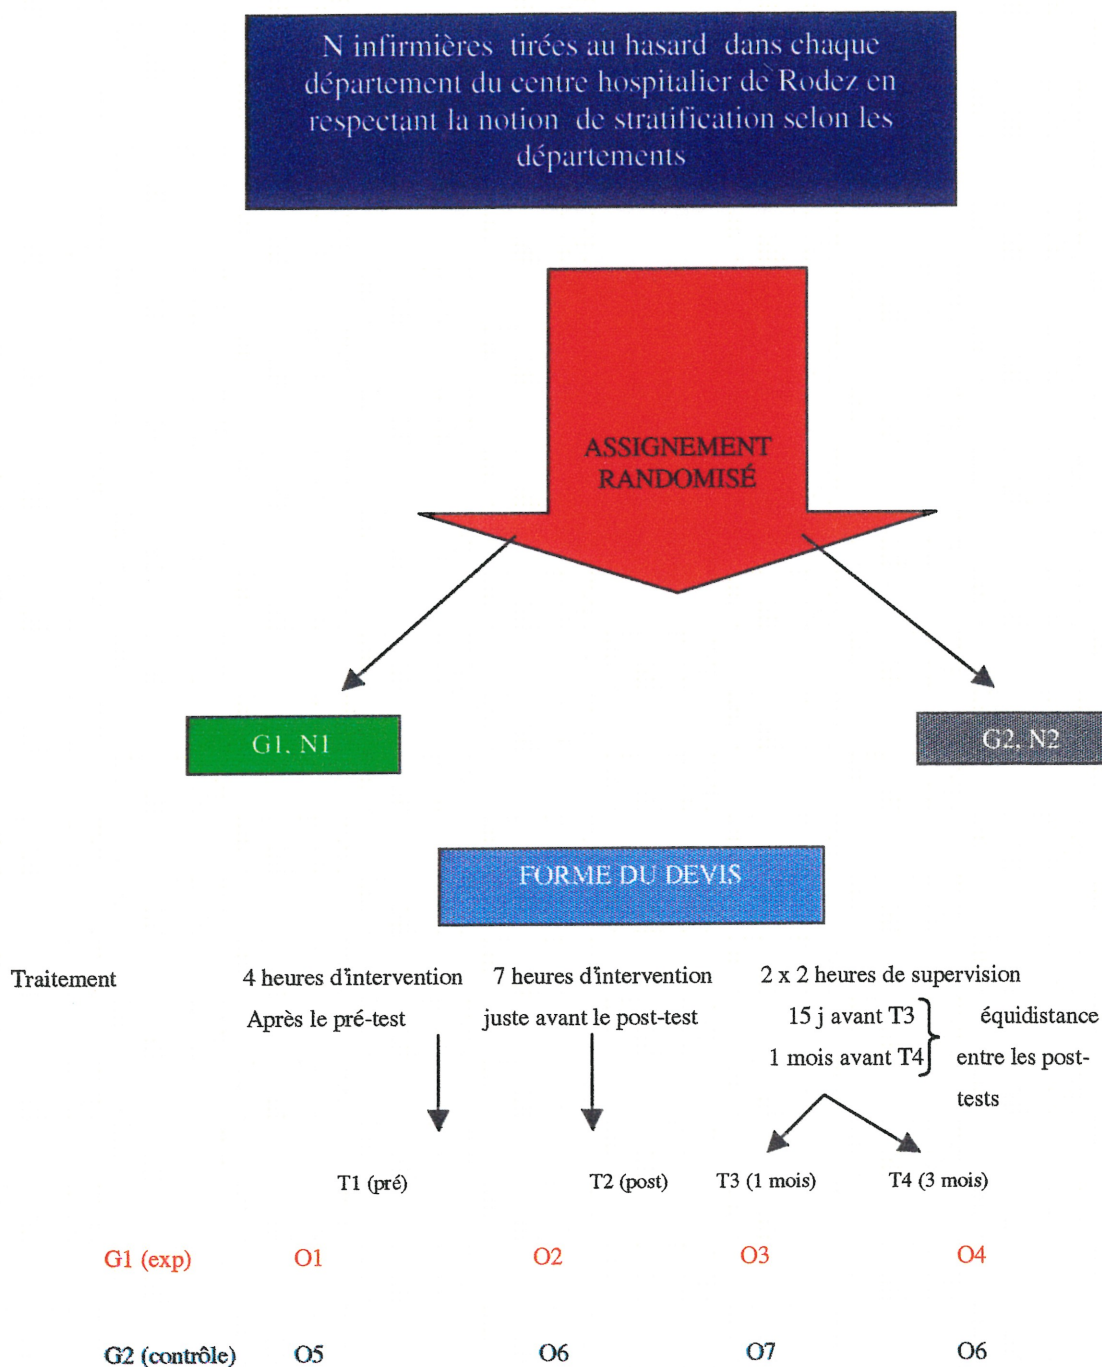 N infirmières tirées au hasard dans chaque
département du centre hospitalier de Rodez en
respectant la notion de stratification selon les
départements
ASSIGNEMENT
RANDOMISÉ
G1, N1
G2, N2
FORME DU DEVIS
Traitement 4 heures d'intervention 7 heures d'intervention 2 x 2 heures de supervision
Après le pré-test juste avant le post-test 15 j avant T3 équidistance
1 mois avant T4 entre les post-
tests
T1 (pré) T2 (post) T3 (1 mois) T4 (3 mois)
G1 (exp) O1 O2 O3 O4
G2 (contrôle) O5 O6 O7 O6